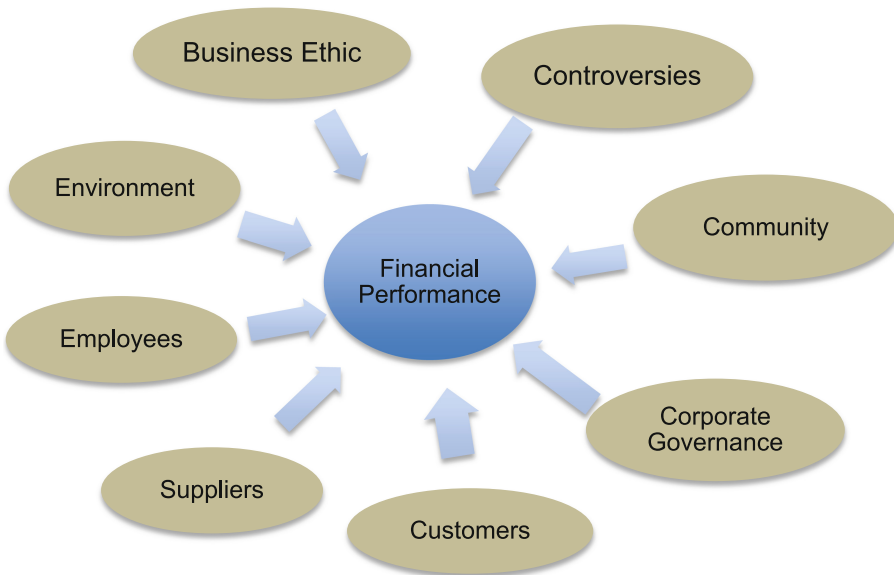 Business Ethic
Controversies
Environment
Community
Financial
Performance
Employees
Corporate
Governance
Suppliers
Customers